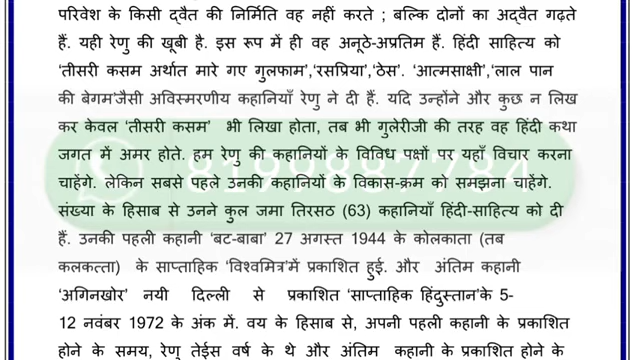 परिवेश के किसी द्वैत की निर्मिति वह नहीं करते ; बल्कि दोनों का अद्वैत गढ़ते
हैं. यही रेणु की खूबी है. इस रूप में ही वह अनूठे-अप्रतिम हैं. हिंदी साहित्य को
'तीसरी कसम अर्थात मारे गए गुलफाम','रसप्रिया','ठेस'. 'आत्मसाक्षी','लाल पान
की बेगम'जैसी अविस्मरणीय कहानियाँ रेणु ने दी हैं. यदि उन्होंने और कुछ न लिख
कर केवल 'तीसरी कसम' भी लिखा होता, तब भी गुलेरीजी की तरह वह हिंदी कथा
जगत में अमर होते. हम रेणु की कहानियों के विविध पक्षों पर यहाँ विचार करना
चाहेंगे. लेकिन सबसे पहले उनकी कहानियों के विकास-क्रम को समझना चाहेंगे.
संख्या के हिसाब से उनने कुल जमा तिरसठ (63) कहानियाँ हिंदी-साहित्य को दी
हैं. उनकी पहली कहानी 'बट-बाबा' 27 अगस्त 1944 के कोलकाता (तब
कलकत्ता) के साप्ताहिक 'विश्वमित्र'में प्रकाशित हुई. और अंतिम कहानी
'अगिनखोर' नयी दिल्ली से प्रकाशित 'साप्ताहिक हिंदुस्तान'के 5-
12 नवंबर 1972 के अंक में. वय के हिसाब से, अपनी पहली कहानी के प्रकाशित
होने के समय, रेणु तेईस वर्ष के थे और अंतिम कहानी के प्रकाशित होने के